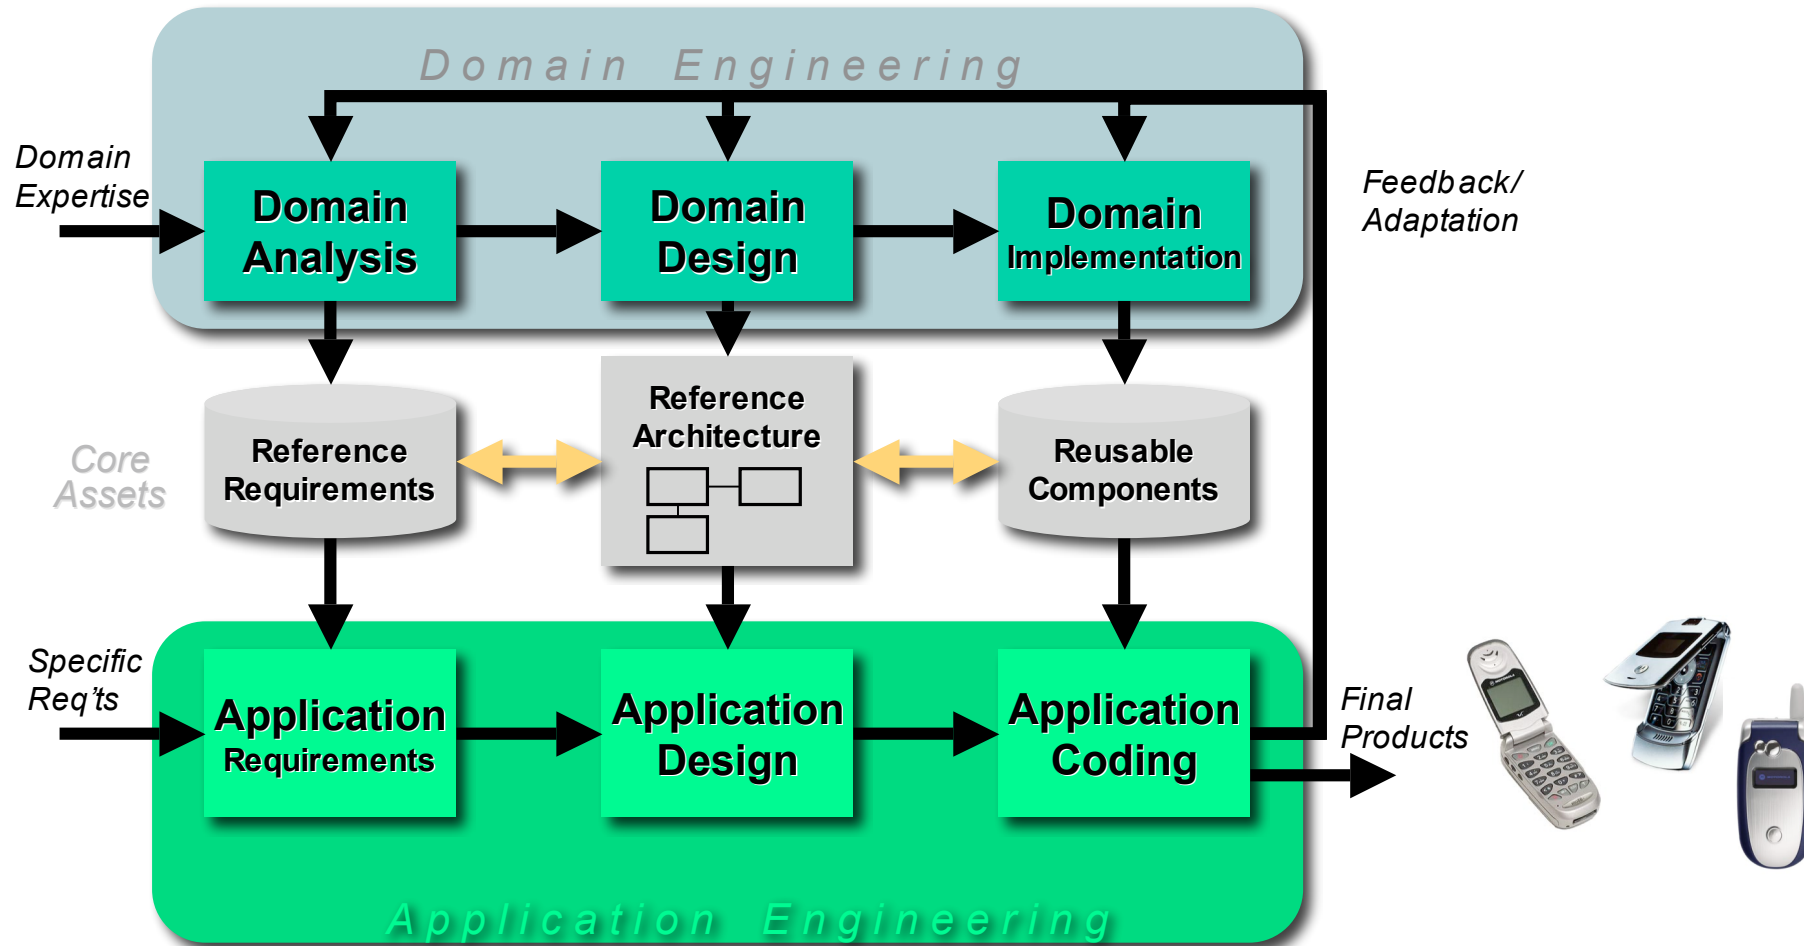 Domain Engineering
Domain
Expertise
Domain
Analysis
Domain
Design
Domain
Implementation
Feedback/
Adaptation
Core
Assets
Reference
Requirements
Reference
Architecture
Reusable
Components
Specific
Req'ts
Application
Requirements
Application
Design
Application
Coding
Final
Products
Application Engineering